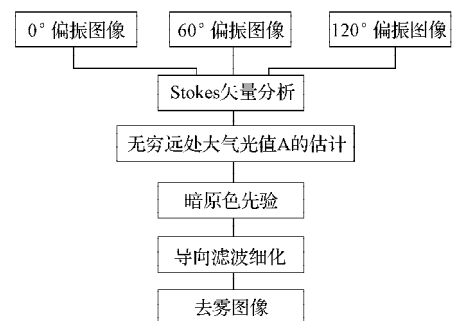 0° 偏振图像
60° 偏振图像
120° 偏振图像
Stokes矢量分析
无穷远处大气光值A的估计
暗原色先验
导向滤波细化
去雾图像